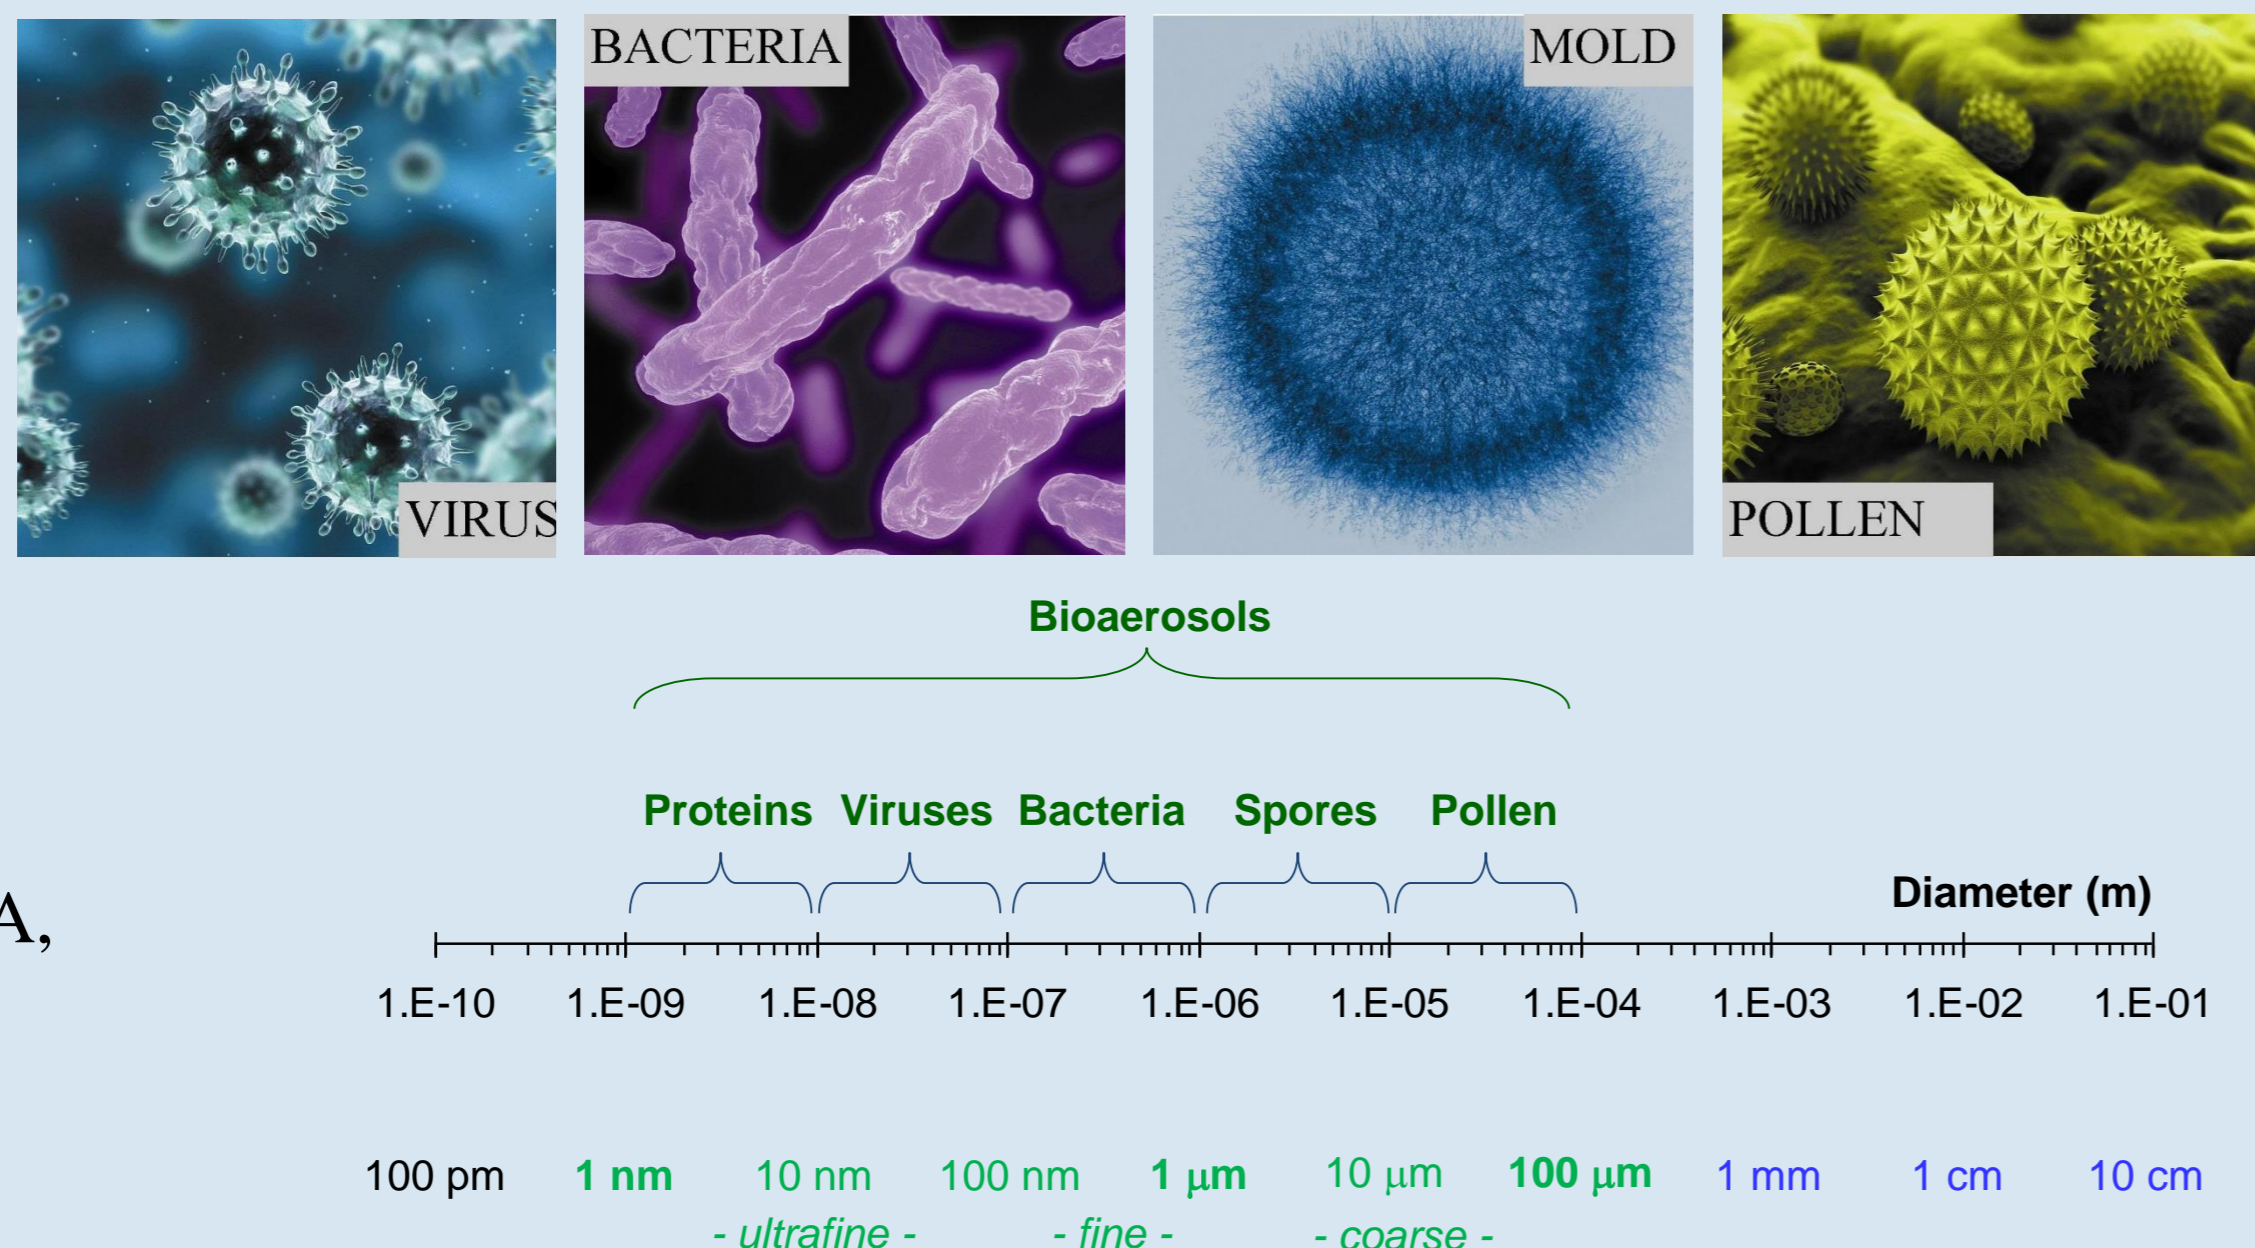 BACTERIA
MOLD
VIRUS
POLLEN
Bioaerosols
Proteins Viruses Bacteria Spores Pollen
Diameter (m)
A,
1.E-10 1.E-09 1.E-08 1.E-07 1.E-06 1.E-05 1.E-04 1.E-03 1.E-02 1.E-01
100 pm 1 nm 10 nm 100 nm 1 μm 10 μm 100 μm 1 mm 1 cm 10 cm
- ultrafine - - fine - - coarse -